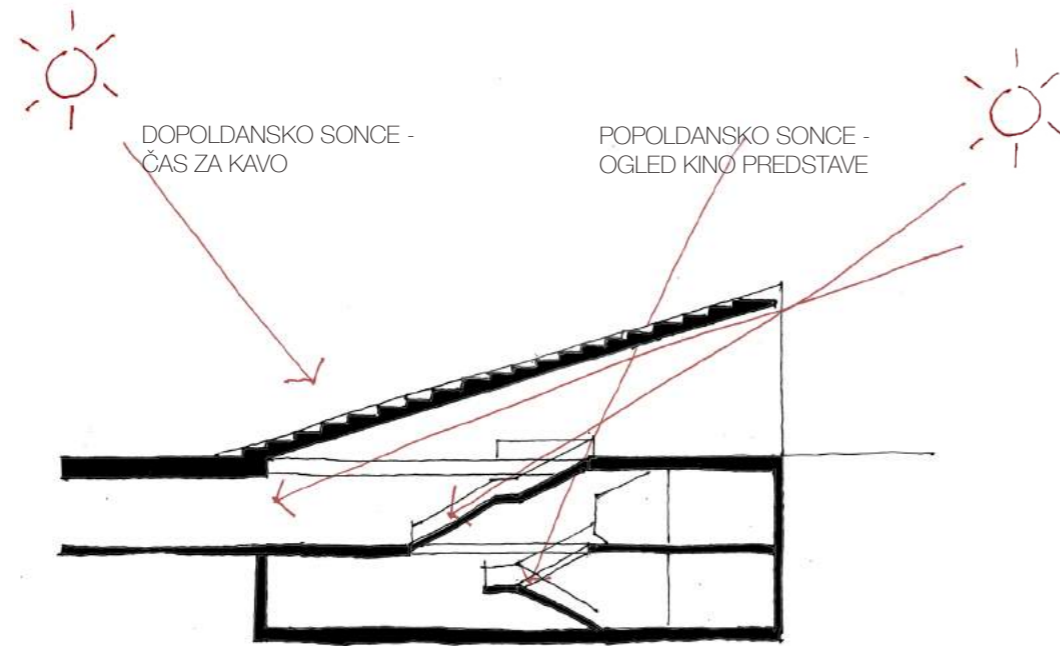 DOPOLDANSKO SONCE -
ČAS ZA KAVO
POPOLDANSKO SONCE -
OGLED KINO PREDSTAVE